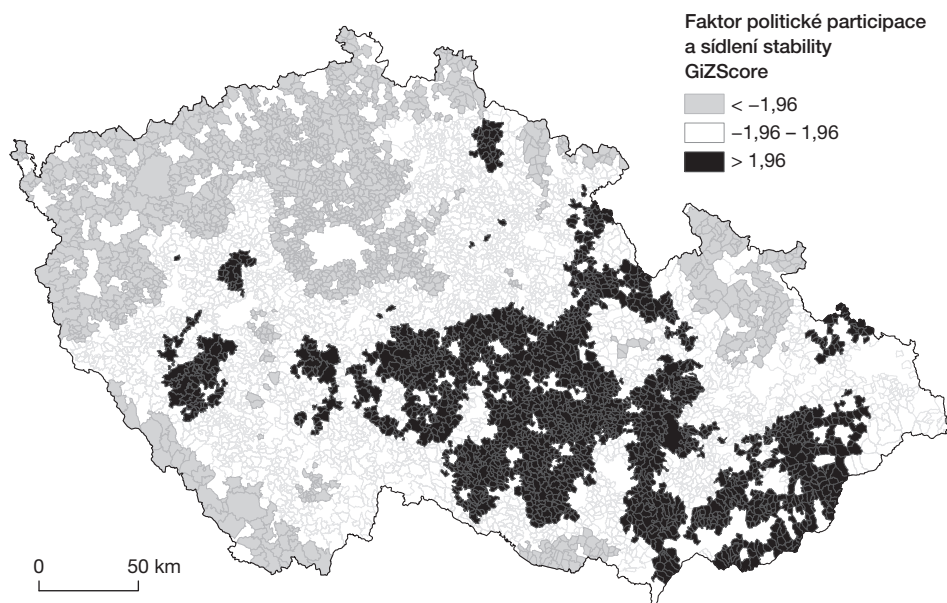 Faktor politické participace
a sídlení stability
GiZScore
< −1,96
−1,96 – 1,96
> 1,96
0 50 km